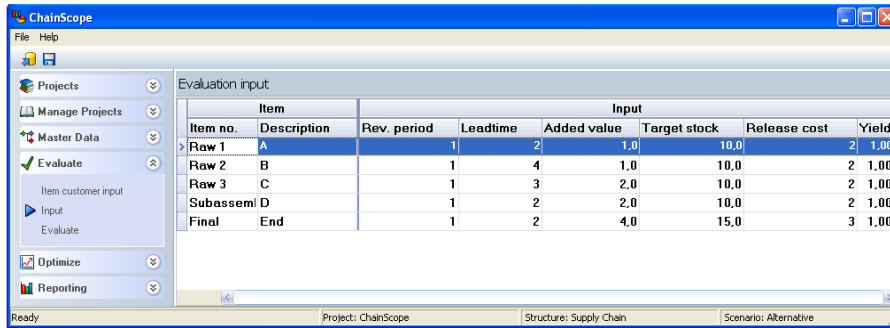 ChainScope
File Help
Projects
Manage Projects
Master Data
Evaluate
Item customer input
Input
Evaluate
Optimize
Reporting
Evaluation input
Item Input
Item no. Description Rev. period Leadtime Added value Target stock Release cost Yield
Raw 1 A 1 2 1,0 10,0 2 1,00
Raw 2 B 1 4 1,0 10,0 2 1,00
Raw 3 C 1 3 2,0 10,0 2 1,00
Subasseml D 1 2 2,0 10,0 2 1,00
Final End 1 2 4,0 15,0 3 1,00
Ready Project: ChainScope Structure: Supply Chain Scenario: Alternative